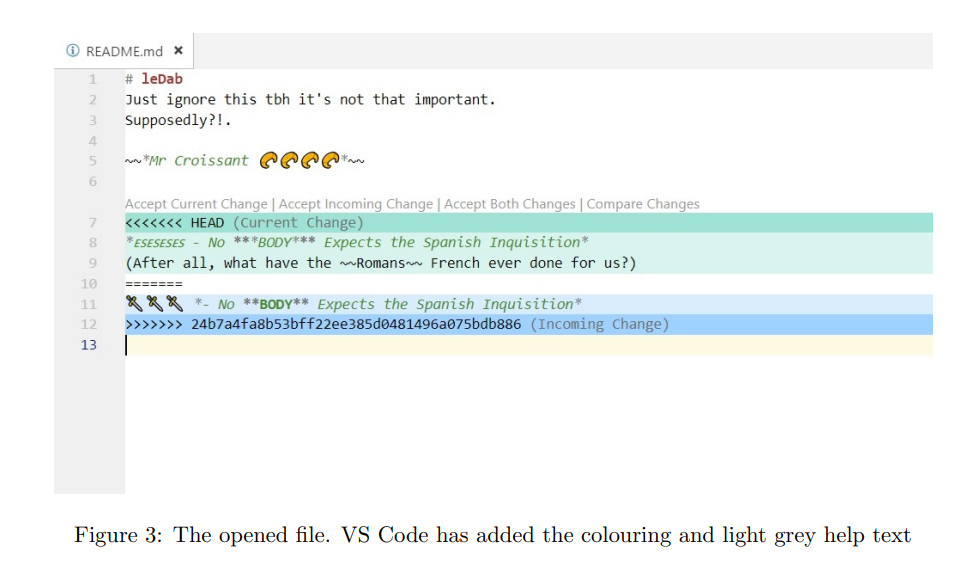 README.md ×
1 # leDab
2 Just ignore this tbh it's not that important.
3 Supposedly?!.
4
5 ~~*Mr Croissant 🥐🥐🥐🥐*~~
6
Accept Current Change | Accept Incoming Change | Accept Both Changes | Compare Changes
7 <<<<<<< HEAD (Current Change)
8 *ESESESES - No ***BODY*** Expects the Spanish Inquisition*
9 (After all, what have the ~~Romans~~ French ever done for us?)
10 =======
11 🗡🗡🗡 *- No **BODY** Expects the Spanish Inquisition*
12 >>>>>>> 24b7a4fa8b53bff22ee385d0481496a075bdb886 (Incoming Change)
13
Figure 3: The opened file. VS Code has added the colouring and light grey help text